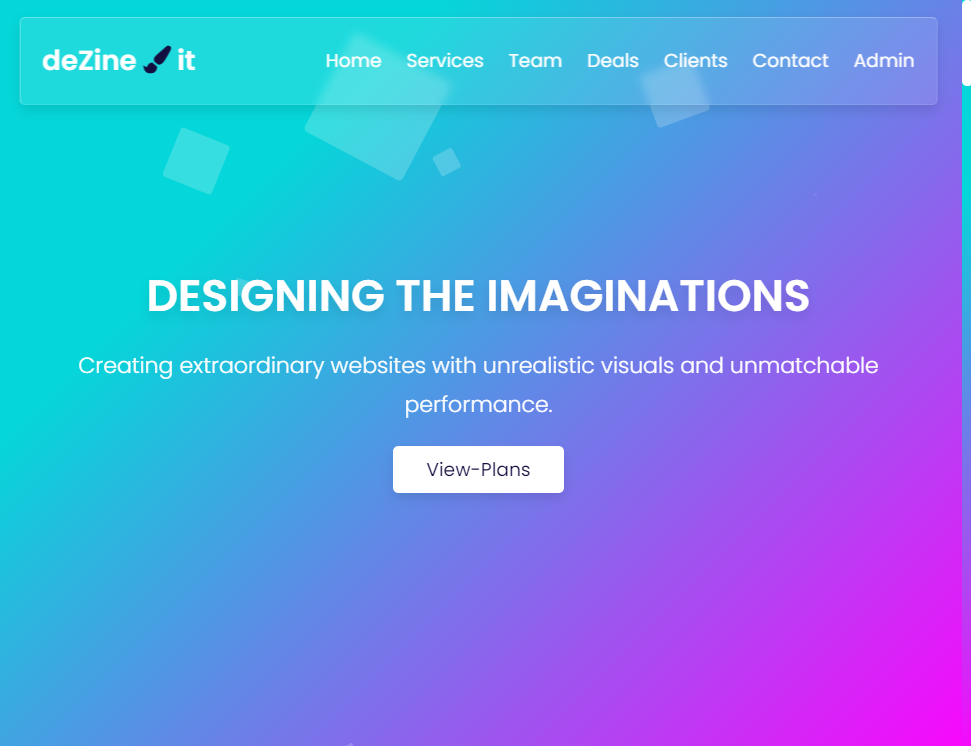 deZine it
Home Services Team Deals Clients Contact Admin
DESIGNING THE IMAGINATIONS
Creating extraordinary websites with unrealistic visuals and unmatchable
performance.
View-Plans